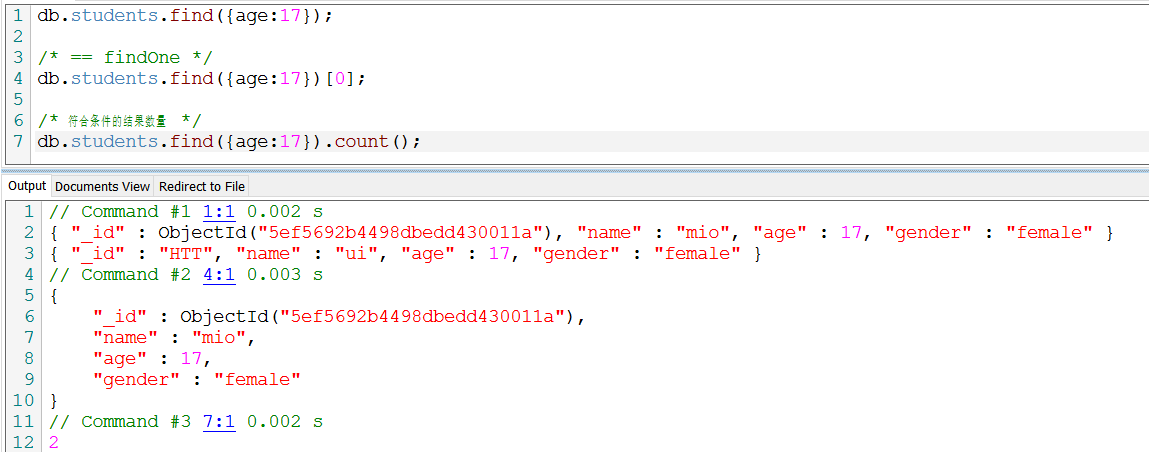 1 db.students.find({age:17});
2
3 /* == findOne */
4 db.students.find({age:17})[0];
5
6 /* 符合条件的结果数量 */
7 db.students.find({age:17}).count();
Output Documents View Redirect to File
1 // Command #1 1:1 0.002 s
2 { "_id" : ObjectId("5ef5692b4498dbedd430011a"), "name" : "mio", "age" : 17, "gender" : "female" }
3 { "_id" : "HTT", "name" : "ui", "age" : 17, "gender" : "female" }
4 // Command #2 4:1 0.003 s
5 {
6     "_id" : ObjectId("5ef5692b4498dbedd430011a"),
7     "name" : "mio",
8     "age" : 17,
9     "gender" : "female"
10 }
11 // Command #3 7:1 0.002 s
12 2